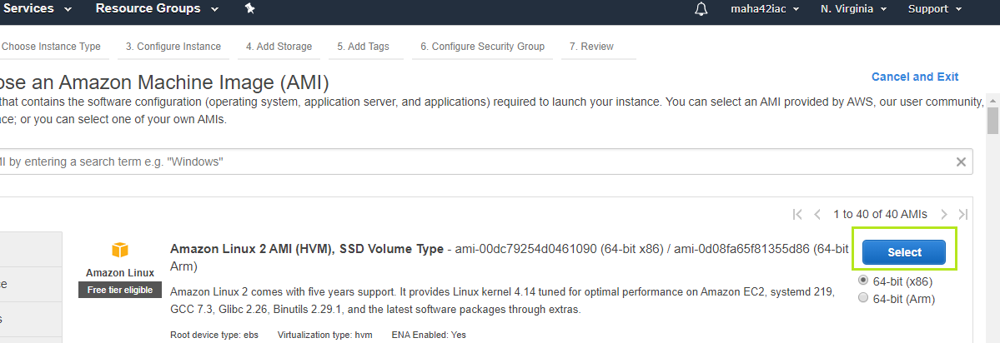 Services Resource Groups maha42iac N. Virginia Support
Choose Instance Type 3. Configure Instance 4. Add Storage 5. Add Tags 6. Configure Security Group 7. Review
ose an Amazon Machine Image (AMI)
Cancel and Exit
that contains the software configuration (operating system, application server, and applications) required to launch your instance. You can select an AMI provided by AWS, our user community,
ace; or you can select one of your own AMIs.
MI by entering a search term e.g. "Windows"
1 to 40 of 40 AMIs
Amazon Linux
Free tier eligible
Amazon Linux 2 AMI (HVM), SSD Volume Type - ami-00dc79254d0461090 (64-bit x86) / ami-0d08fa65f81355d86 (64-bit
Arm)
Amazon Linux 2 comes with five years support. It provides Linux kernel 4.14 tuned for optimal performance on Amazon EC2, systemd 219,
GCC 7.3, Glibc 2.26, Binutils 2.29.1, and the latest software packages through extras.
Root device type: ebs Virtualization type: hvm ENA Enabled: Yes
Select
64-bit (x86)
64-bit (Arm)
ce
s